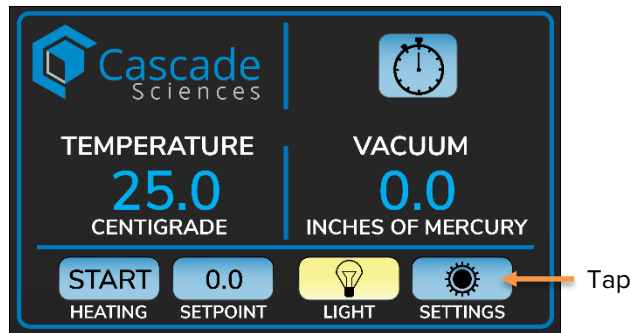 Cascade
Sciences
TEMPERATURE
25.0
CENTIGRADE
VACUUM
0.0
INCHES OF MERCURY
START
HEATING
0.0
SETPOINT
LIGHT
SETTINGS
Tap